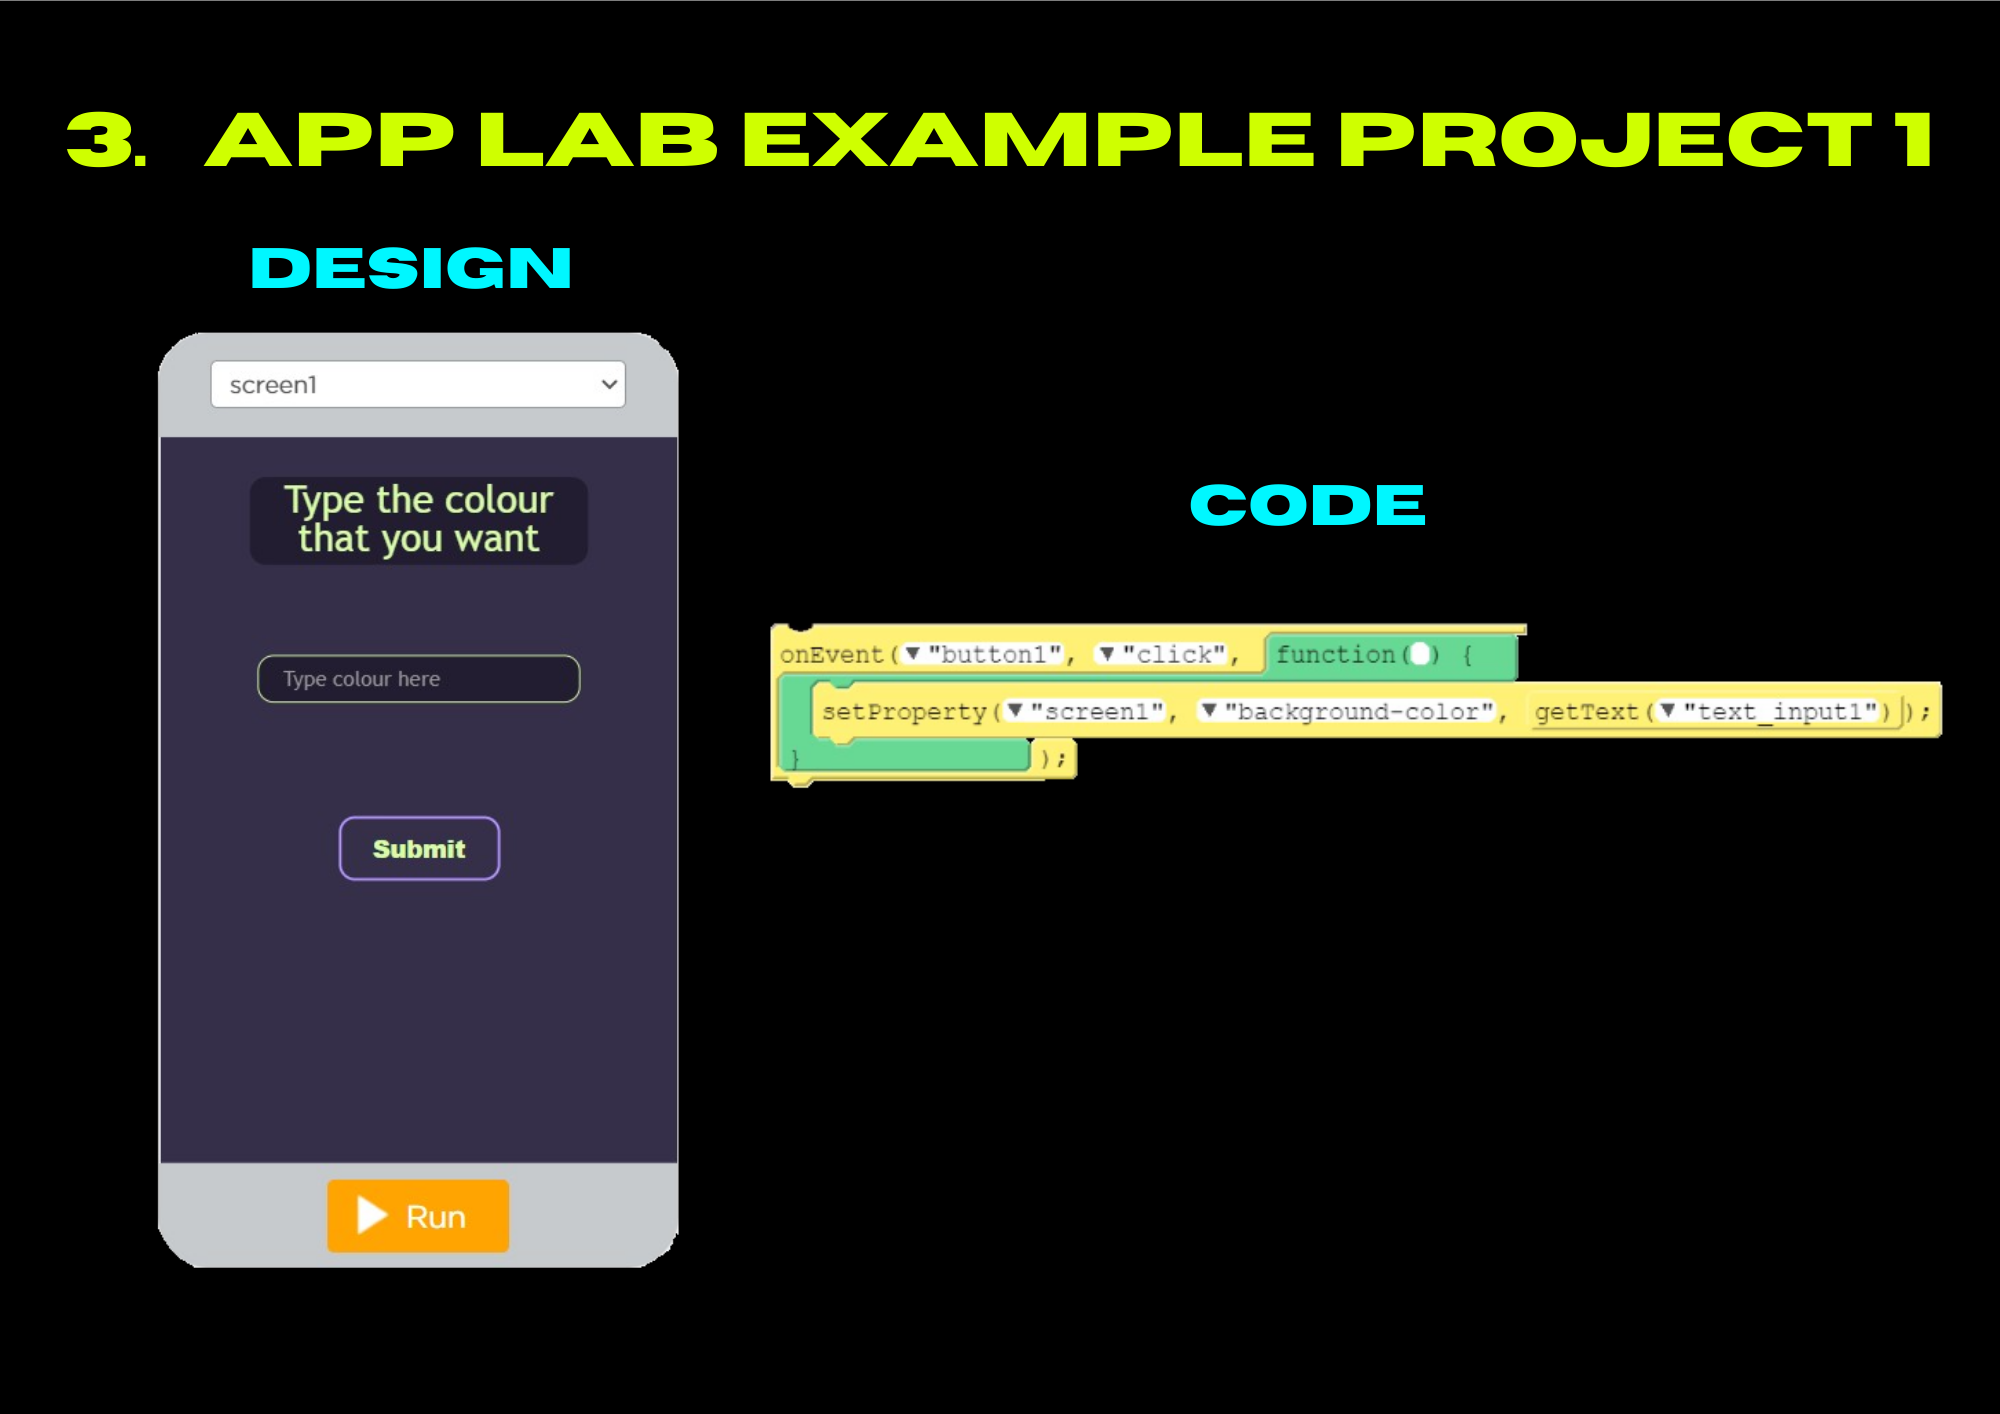 3. APP LAB EXAMPLE PROJECT 1
DESIGN
screen1
Type the colour
that you want
Type colour here
Submit
Run
CODE
onEvent(▼"button1", ▼"click", function() {
setProperty(▼"screen1", ▼"background-color", getText(▼"text_input1"));
} );